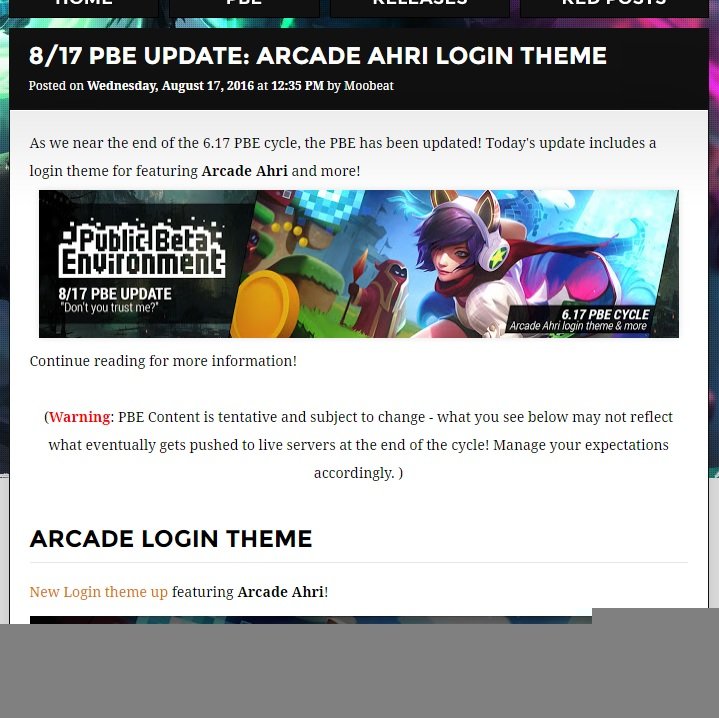 HOME PBE RELEASES RED POSTS
8/17 PBE UPDATE: ARCADE AHRI LOGIN THEME
Posted on Wednesday, August 17, 2016 at 12:35 PM by Moobeat
As we near the end of the 6.17 PBE cycle, the PBE has been updated! Today's update includes a
login theme for featuring Arcade Ahri and more!
Public Beta
Environment
8/17 PBE UPDATE
"Don't you trust me?"
6.17 PBE CYCLE
Arcade Ahri login theme & more
Continue reading for more information!
(Warning: PBE Content is tentative and subject to change - what you see below may not reflect
what eventually gets pushed to live servers at the end of the cycle! Manage your expectations
accordingly. )
ARCADE LOGIN THEME
New Login theme up featuring Arcade Ahri!